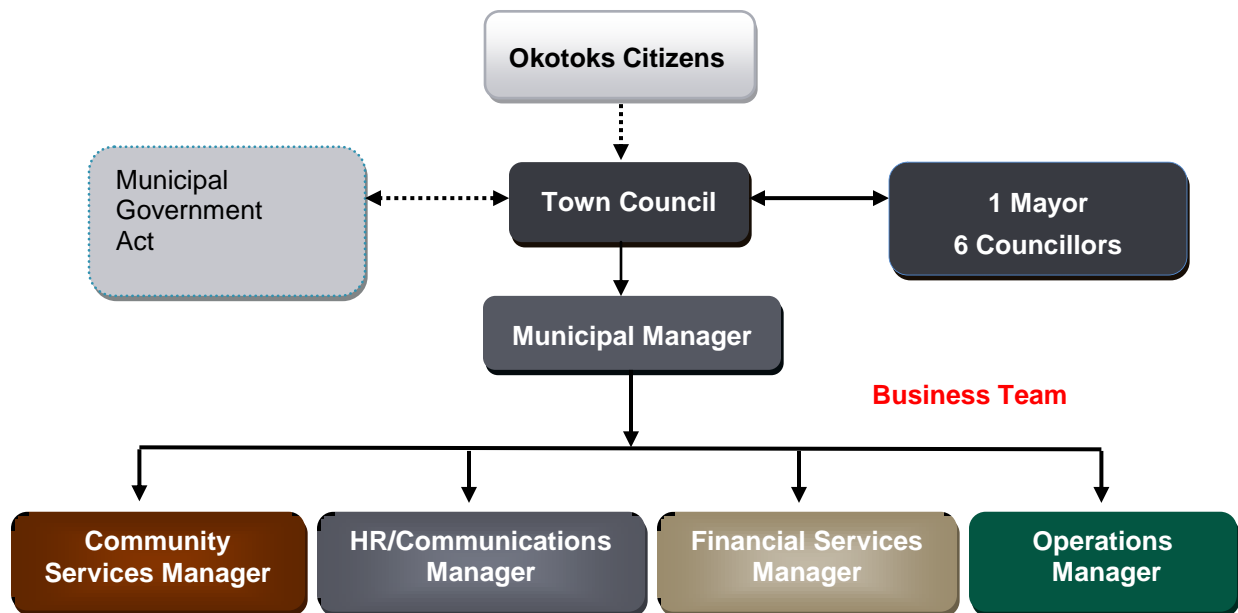 Okotoks Citizens
Municipal
Government
Act
Town Council
1 Mayor
6 Councillors
Municipal Manager
Business Team
Community
Services Manager
HR/Communications
Manager
Financial Services
Manager
Operations
Manager